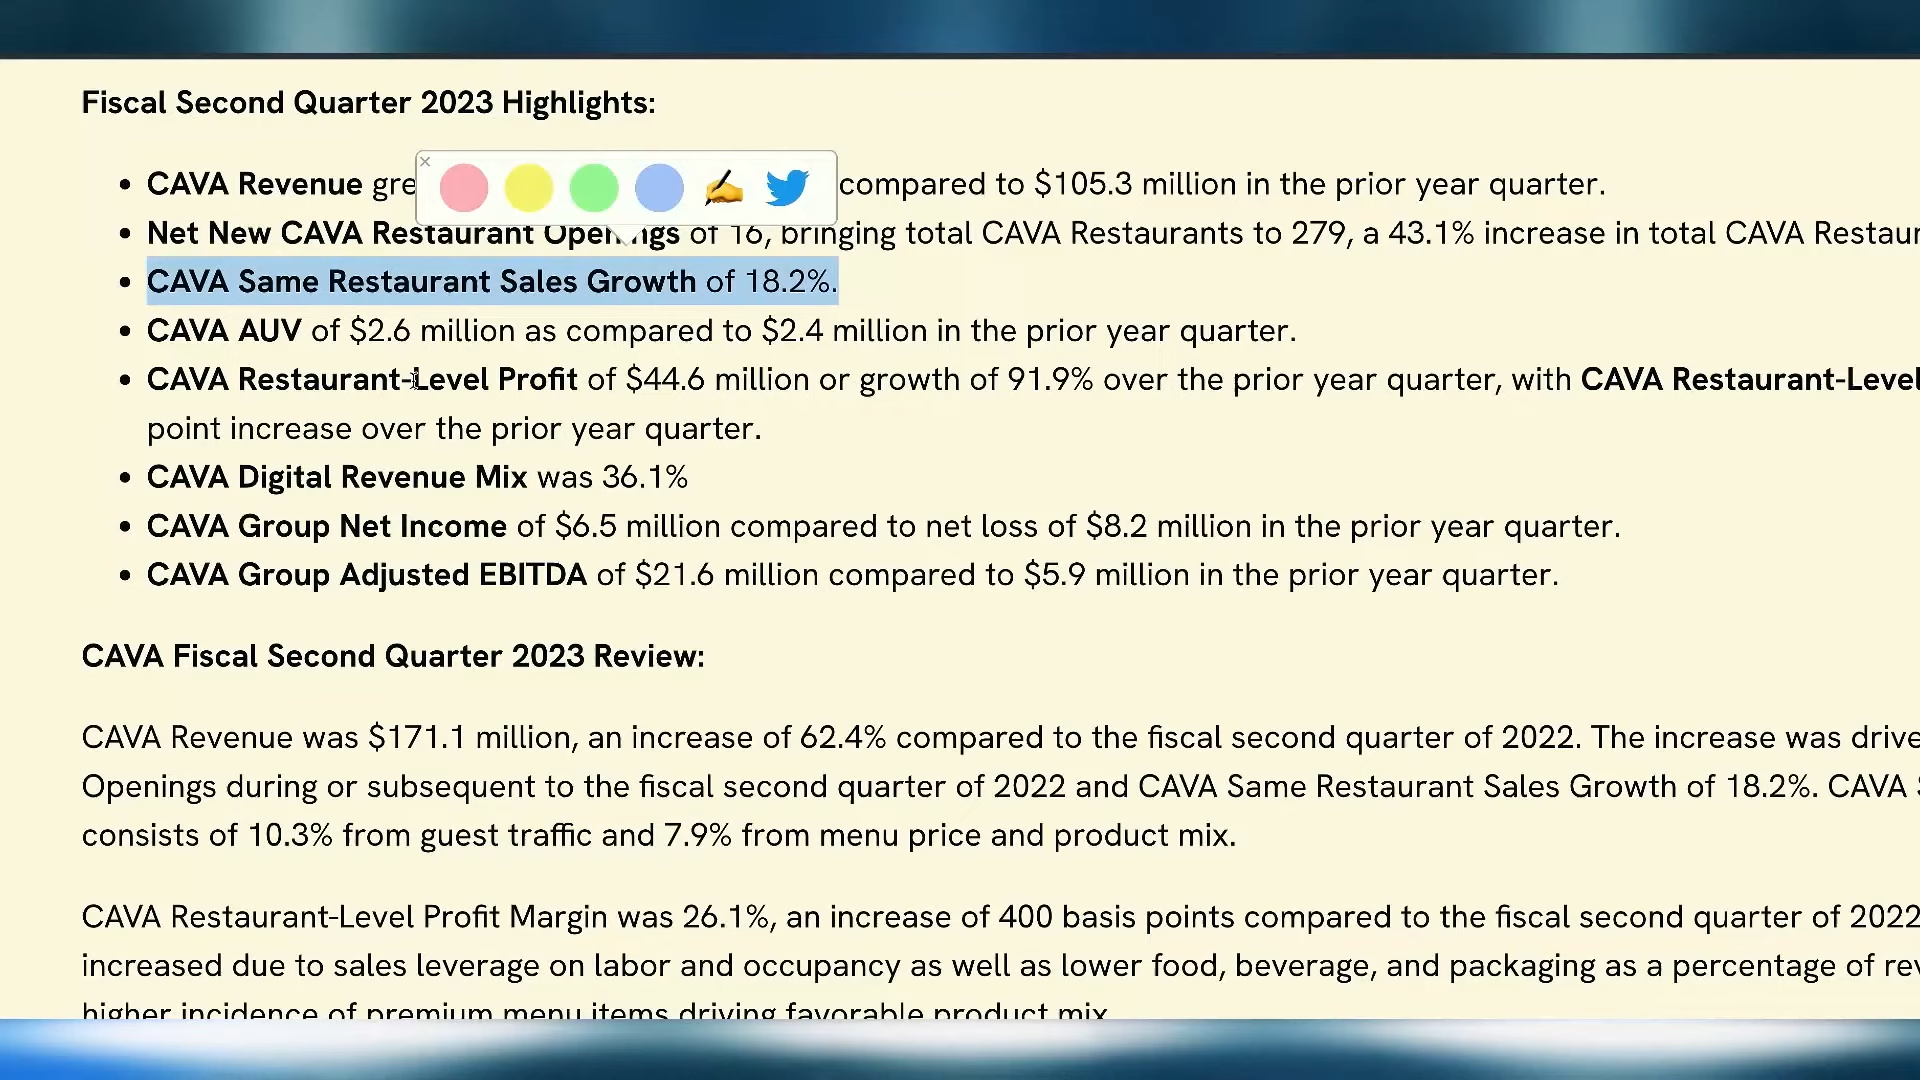 Fiscal Second Quarter 2023 Highlights:
CAVA Revenue compared to $105.3 million in the prior year quarter.
Net New CAVA Restaurant Openings of 16, bringing total CAVA Restaurants to 279, a 43.1% increase in total CAVA
CAVA Same Restaurant Sales Growth of 18.2%.
CAVA AUV of $2.6 million as compared to $2.4 million in the prior year quarter.
CAVA Restaurant-Level Profit of $44.6 million or growth of 91.9% over the prior year quarter, with CAVA Restaurant-Level
point increase over the prior year quarter.
CAVA Digital Revenue Mix was 36.1%
CAVA Group Net Income of $6.5 million compared to net loss of $8.2 million in the prior year quarter.
CAVA Group Adjusted EBITDA of $21.6 million compared to $5.9 million in the prior year quarter.
CAVA Fiscal Second Quarter 2023 Review:
CAVA Revenue was $171.1 million, an increase of 62.4% compared to the fiscal second quarter of 2022. The increase was
Openings during or subsequent to the fiscal second quarter of 2022 and CAVA Same Restaurant Sales Growth of 18.2%. CAVA
consists of 10.3% from guest traffic and 7.9% from menu price and product mix.
CAVA Restaurant-Level Profit Margin was 26.1%, an increase of 400 basis points compared to the fiscal second quarter of 2022
increased due to sales leverage on labor and occupancy as well as lower food, beverage, and packaging as a percentage of
higher incidence of premium menu items driving favorable product mix.